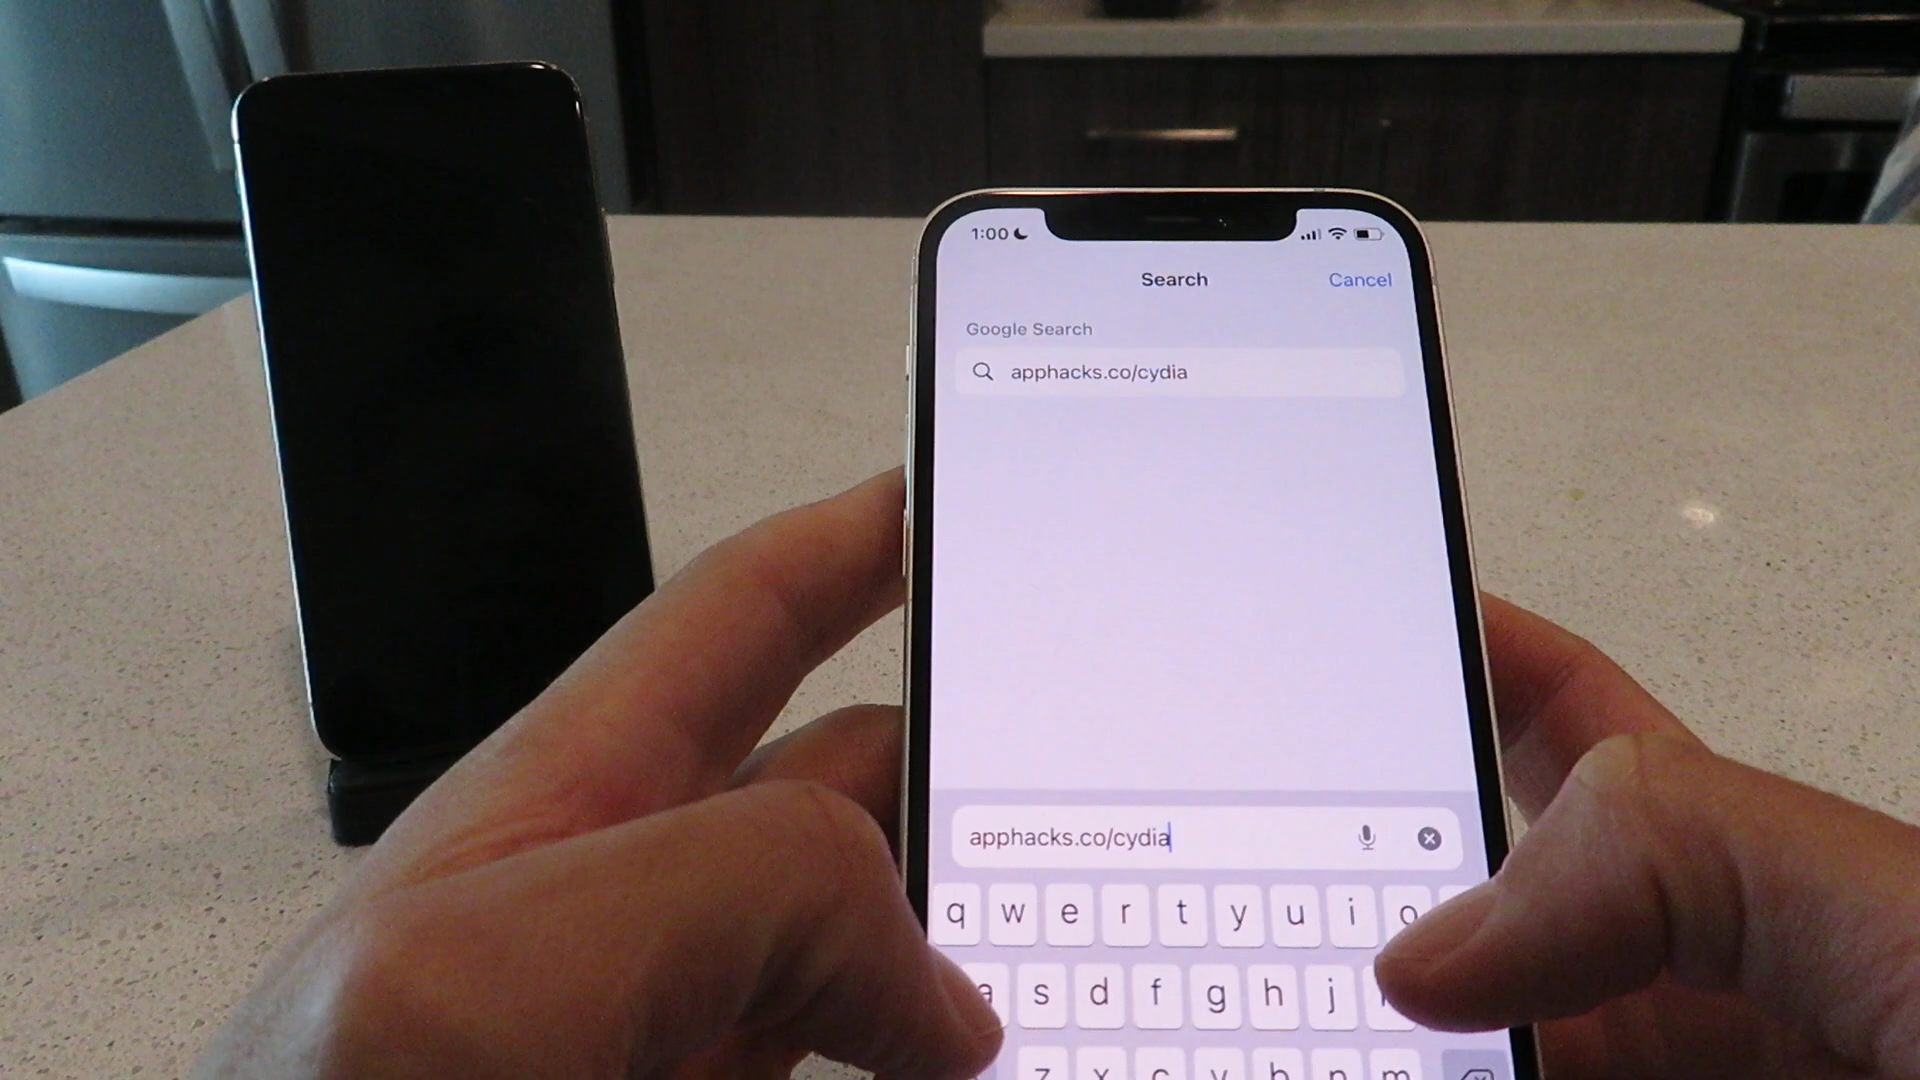 1:00
Search Cancel
Google Search
apphacks.co/cydia
apphacks.co/cydia
q w e r t y u i o
a s d f g h j
z x c v b n m